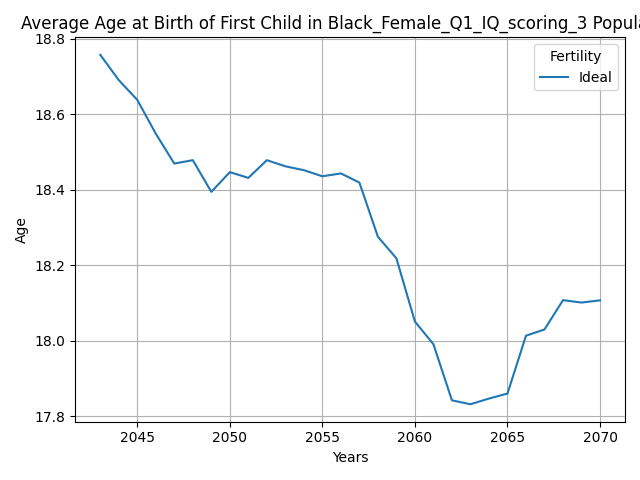 Average Age at Birth of First Child in Black_Female_Q1_IQ_scoring_3 Popula
18.8
18.6
18.4
18.2
18.0
17.8
Age
Fertility
Ideal
2045 2050 2055 2060 2065 2070
Years